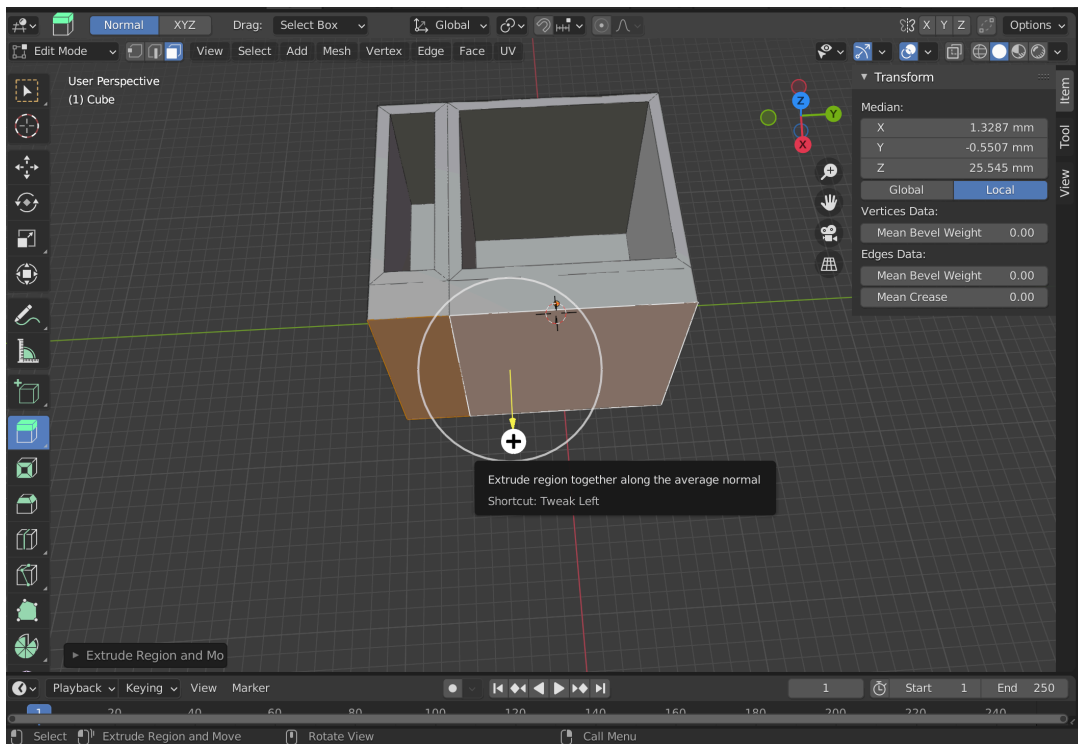 Normal XYZ Drag: Select Box Global X Y Z Options
Edit Mode View Select Add Mesh Vertex Edge Face UV
User Perspective
(1) Cube
Z
Y
X
Transform
Median:
X 1.3287 mm
Y -0.5507 mm
Z 25.545 mm
Global Local
Vertices Data:
Mean Bevel Weight 0.00
Edges Data:
Mean Bevel Weight 0.00
Mean Crease 0.00
Item
Tool
View
Extrude region together along the average normal
Shortcut: Tweak Left
Extrude Region and Mo
Playback Keying View Marker 1 Start 1 End 250
1 20 40 60 80 100 120 140 160 180 200 220 240
Select Extrude Region and Move Rotate View Call Menu